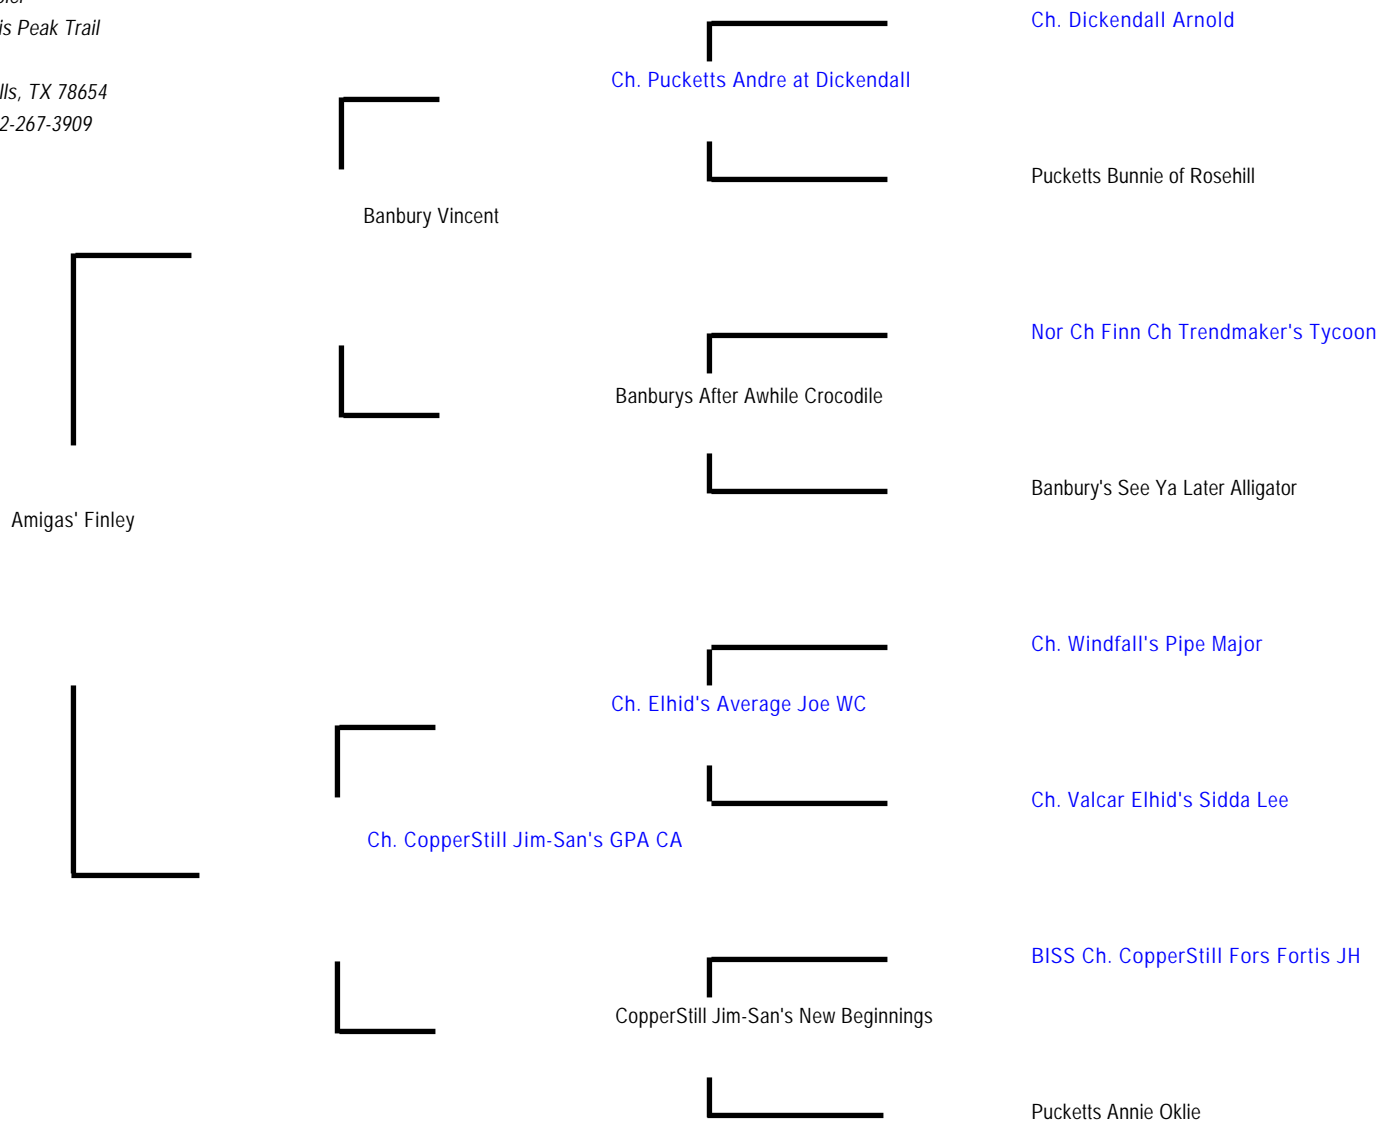 is Peak Trail
lls, TX 78654
2-267-3909
Ch. Dickendall Arnold
Ch. Pucketts Andre at Dickendall
Pucketts Bunnie of Rosehill
Banbury Vincent
Nor Ch Finn Ch Trendmaker's Tycoon
Banburys After Awhile Crocodile
Banbury's See Ya Later Alligator
Amigas' Finley
Ch. Windfall's Pipe Major
Ch. Elhid's Average Joe WC
Ch. Valcar Elhid's Sidda Lee
Ch. CopperStill Jim-San's GPA CA
BISS Ch. CopperStill Fors Fortis JH
CopperStill Jim-San's New Beginnings
Pucketts Annie Oklie